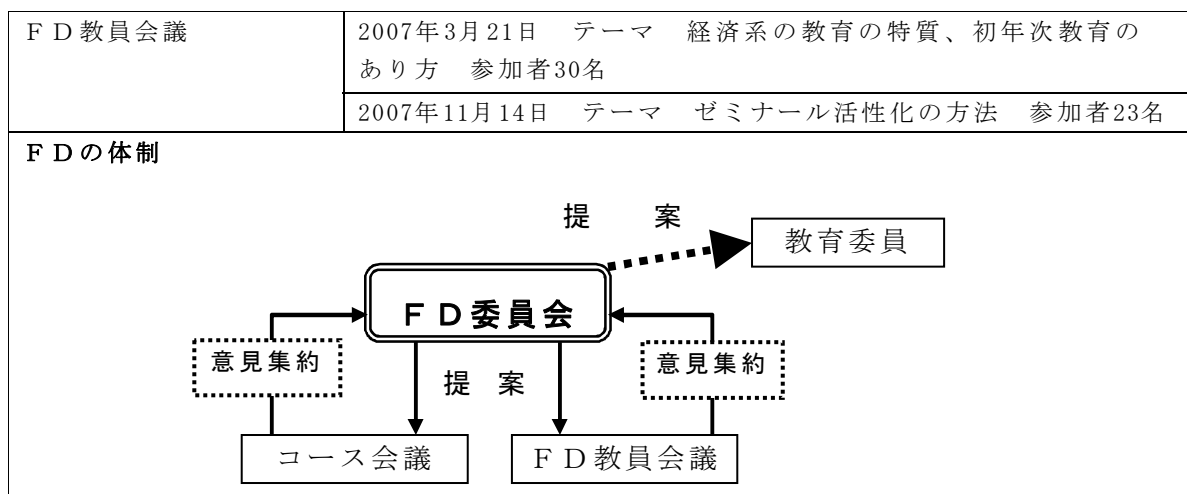 ＦＤ教員会議
2007年3月21日　テーマ　経済系の教育の特質、初年次教育の
あり方　参加者30名
2007年11月14日　テーマ　ゼミナール活性化の方法　参加者23名
ＦＤの体制
提　案
教育委員
ＦＤ委員会
意見集約
提　案
意見集約
コース会議
ＦＤ教員会議